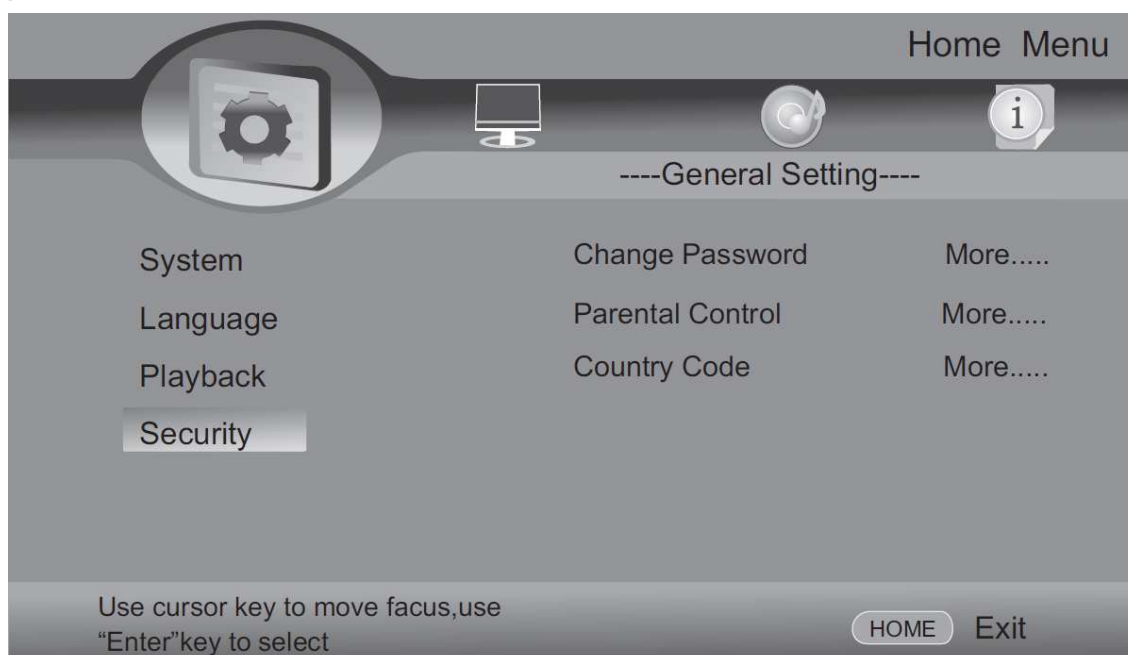 Home Menu
----General Setting----
System
Language
Playback
Security
Change Password More.....
Parental Control More.....
Country Code More.....
Use cursor key to move facus,use
“Enter”key to select
HOME Exit